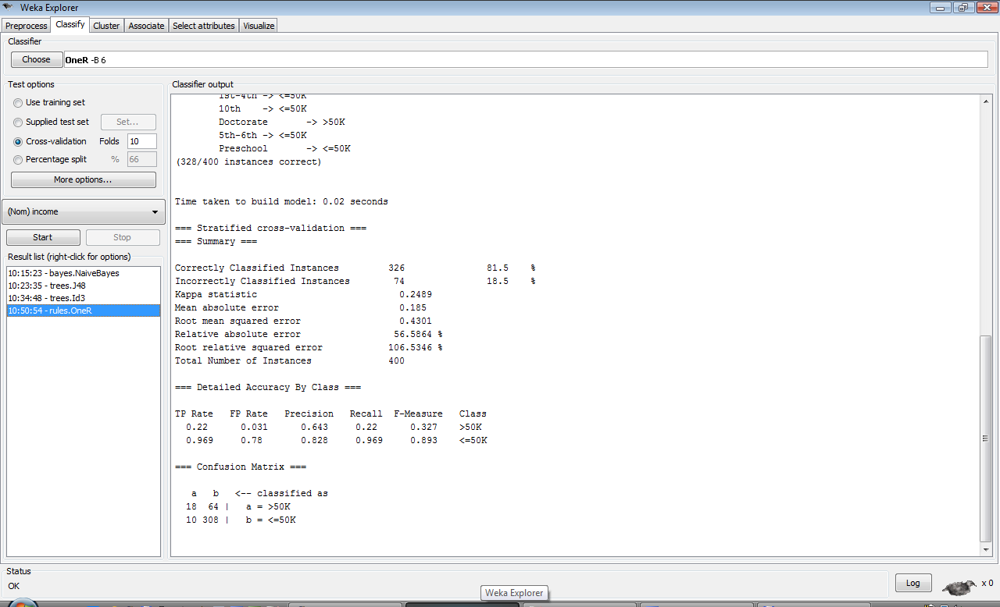 Weka Explorer
Preprocess Classify Cluster Associate Select attributes Visualize
Classifier
Choose OneR -B 6
Test options
Use training set
Supplied test set Set...
Cross-validation Folds 10
Percentage split % 66
More options...
(Nom) income
Start Stop
Result list (right-click for options)
10:15:23 - bayes.NaiveBayes
10:23:35 - trees.J48
10:34:48 - trees.Id3
10:50:54 - rules.OneR
Classifier output
1st-4th -> <=50K
10th -> <=50K
Doctorate -> >50K
5th-6th -> <=50K
Preschool -> <=50K
(328/400 instances correct)
Time taken to build model: 0.02 seconds
=== Stratified cross-validation ===
=== Summary ===
Correctly Classified Instances 326 81.5 %
Incorrectly Classified Instances 74 18.5 %
Kappa statistic 0.2489
Mean absolute error 0.185
Root mean squared error 0.4301
Relative absolute error 56.5864 %
Root relative squared error 106.5346 %
Total Number of Instances 400
=== Detailed Accuracy By Class ===
TP Rate FP Rate Precision Recall F-Measure Class
0.22 0.031 0.643 0.22 0.327 >50K
0.969 0.78 0.828 0.969 0.893 <=50K
=== Confusion Matrix ===
a b <-- classified as
18 64 | a = >50K
10 308 | b = <=50K
Status
OK
Log x 0
Weka Explorer